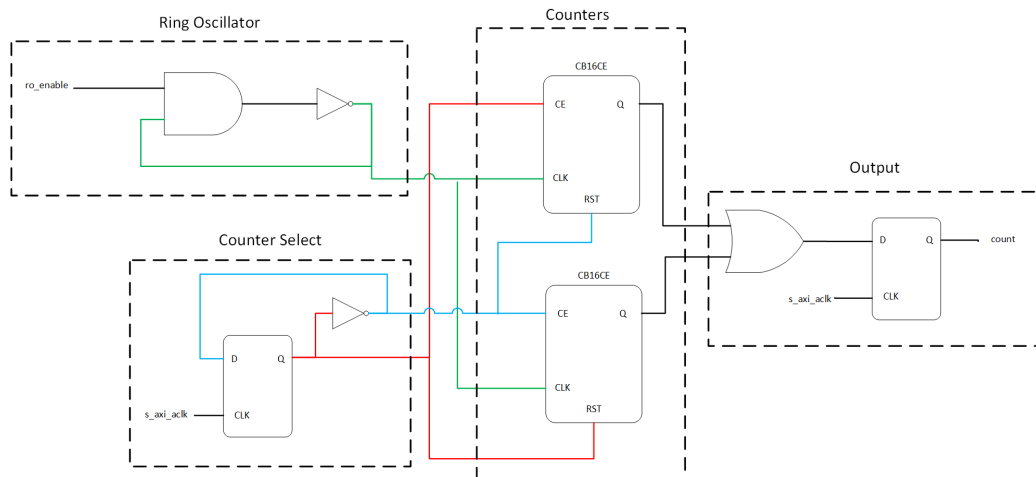 Ring Oscillator
ro_enable
Counters
CB16CE
CE
Q
CLK
RST
Counter Select
D
Q
CLK
s_axi_aclk
CB16CE
CE
Q
CLK
RST
Output
D
Q
count
s_axi_aclk
CLK